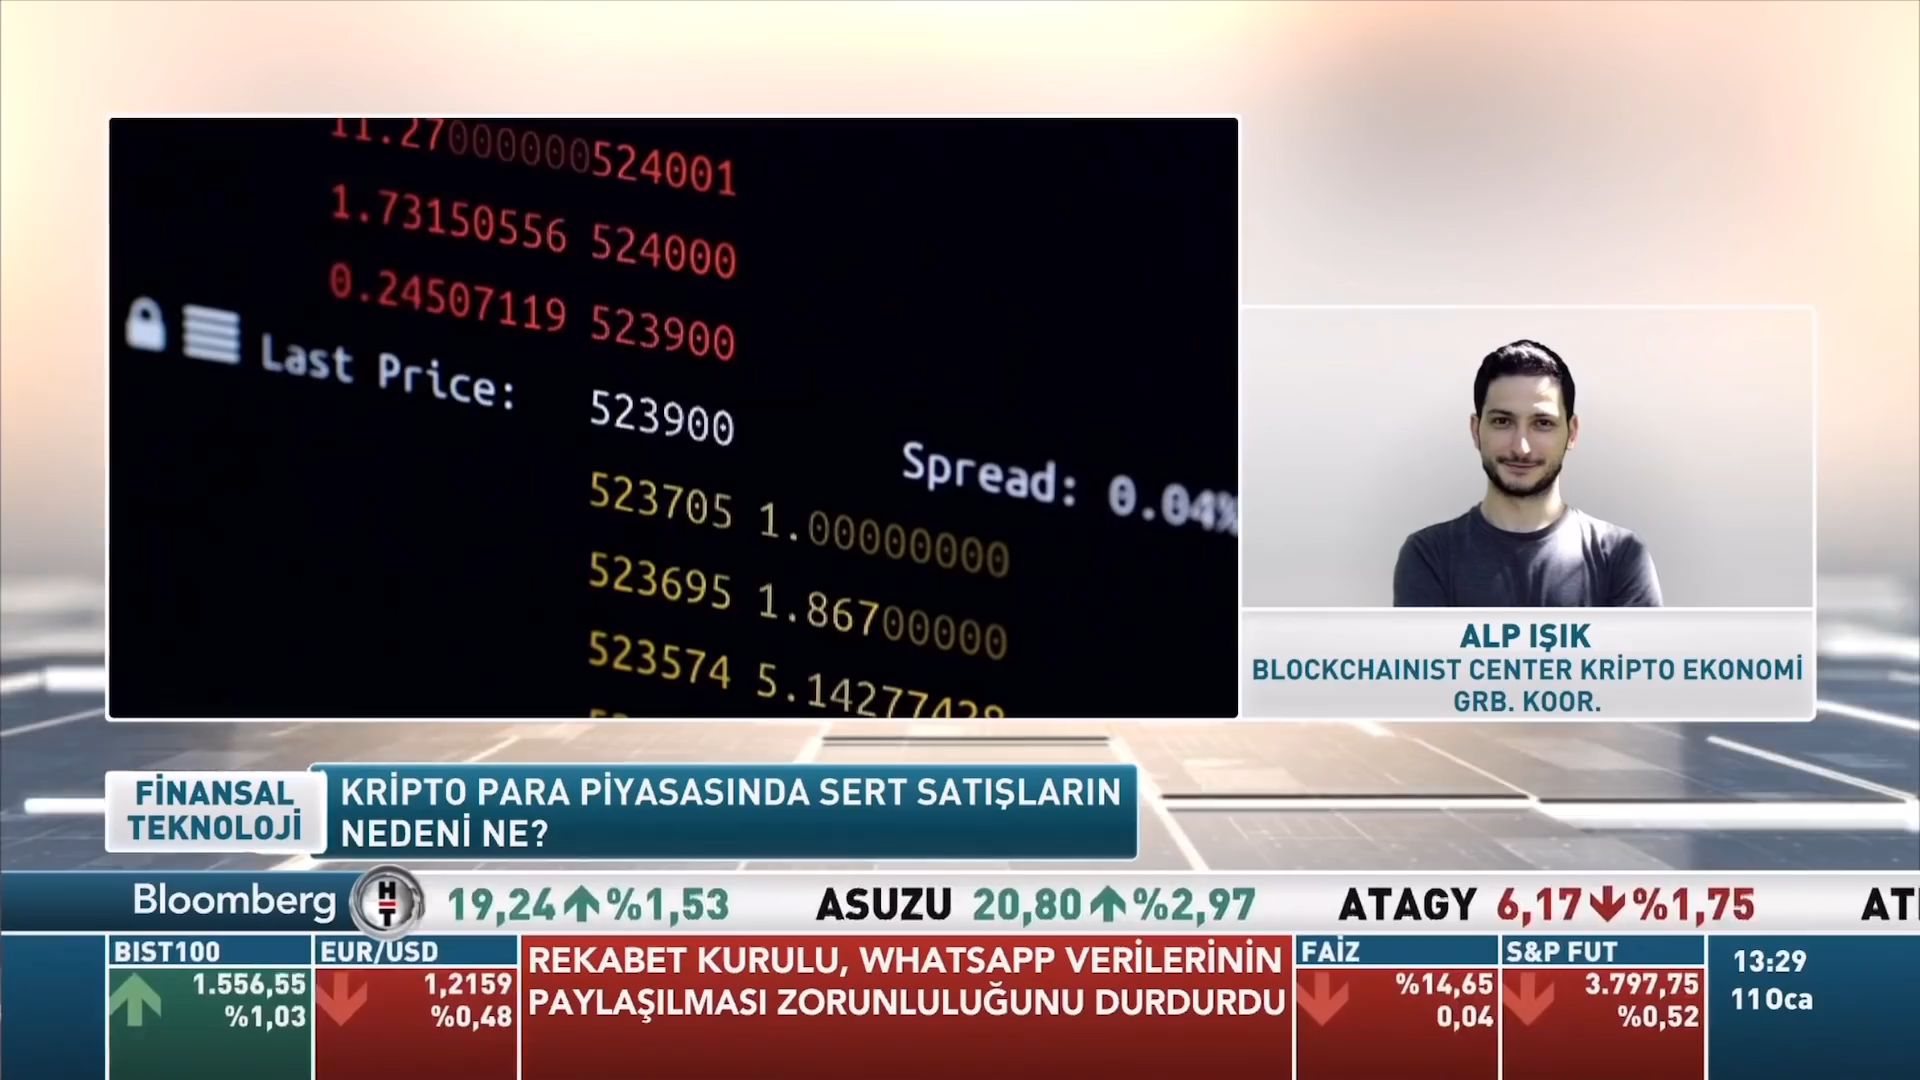 11.27000000524001
1.73150556 524000
0.24507119 523900
Last Price: 523900
Spread: 0.04%
523705 1.00000000
523695 1.86700000
523574 5.14277428
ALP IŞIK
BLOCKCHAINIST CENTER KRİPTO EKONOMİ
GRB. KOOR.
FİNANSAL
TEKNOLOJİ
KRİPTO PARA PİYASASINDA SERT SATIŞLARIN
NEDENİ NE?
Bloomberg HT
19,24 %1,53 ASUZU 20,80 %2,97 ATAGY 6,17 %1,75
BIST100
1.556,55
%1,03
EUR/USD
1,2159
%0,48
REKABET KURULU, WHATSAPP VERİLERİNİN
PAYLAŞILMASI ZORUNLULUĞUNU DURDURDU
FAİZ
%14,65
0,04
S&P FUT
3.797,75
%0,52
13:29
11 Oca